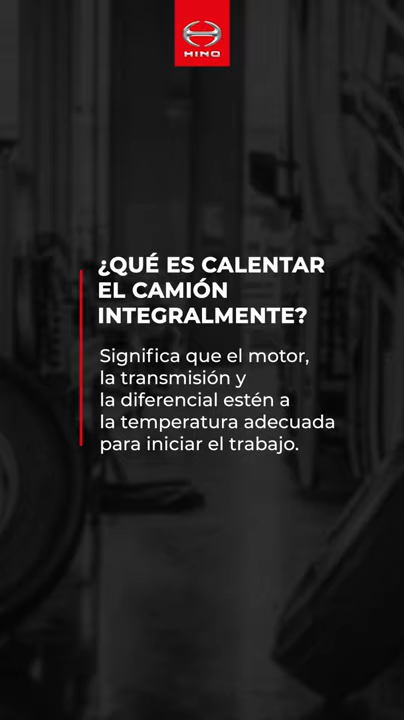 HINO
¿QUÉ ES CALENTAR
EL CAMIÓN
INTEGRALMENTE?
Significa que el motor,
la transmisión y
la diferencial estén a
la temperatura adecuada
para iniciar el trabajo.